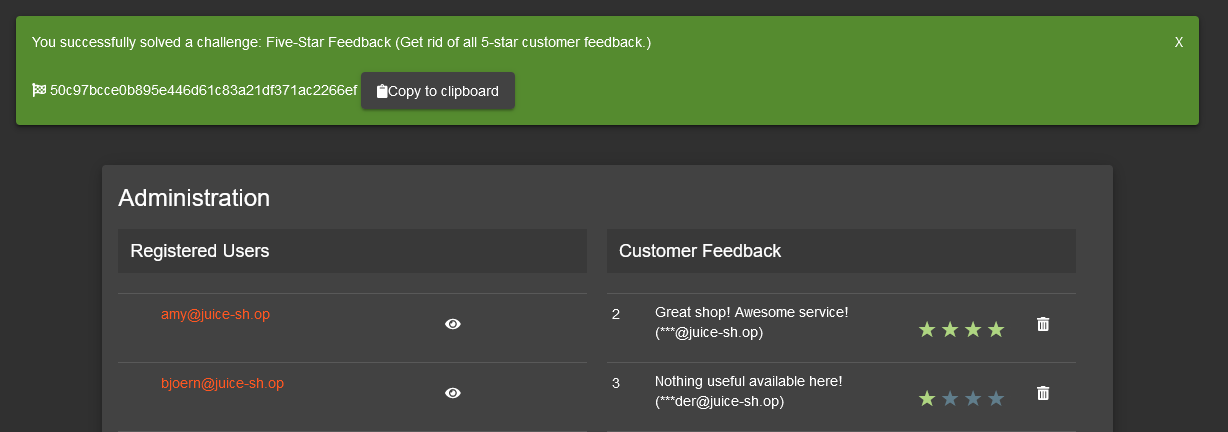 You successfully solved a challenge: Five-Star Feedback (Get rid of all 5-star customer feedback.)
X
50c97bcce0b895e446d61c83a21df371ac2266ef
Copy to clipboard
Administration
Registered Users
amy@juice-sh.op
bjoern@juice-sh.op
Customer Feedback
2
Great shop! Awesome service!
(***@juice-sh.op)
3
Nothing useful available here!
(***der@juice-sh.op)